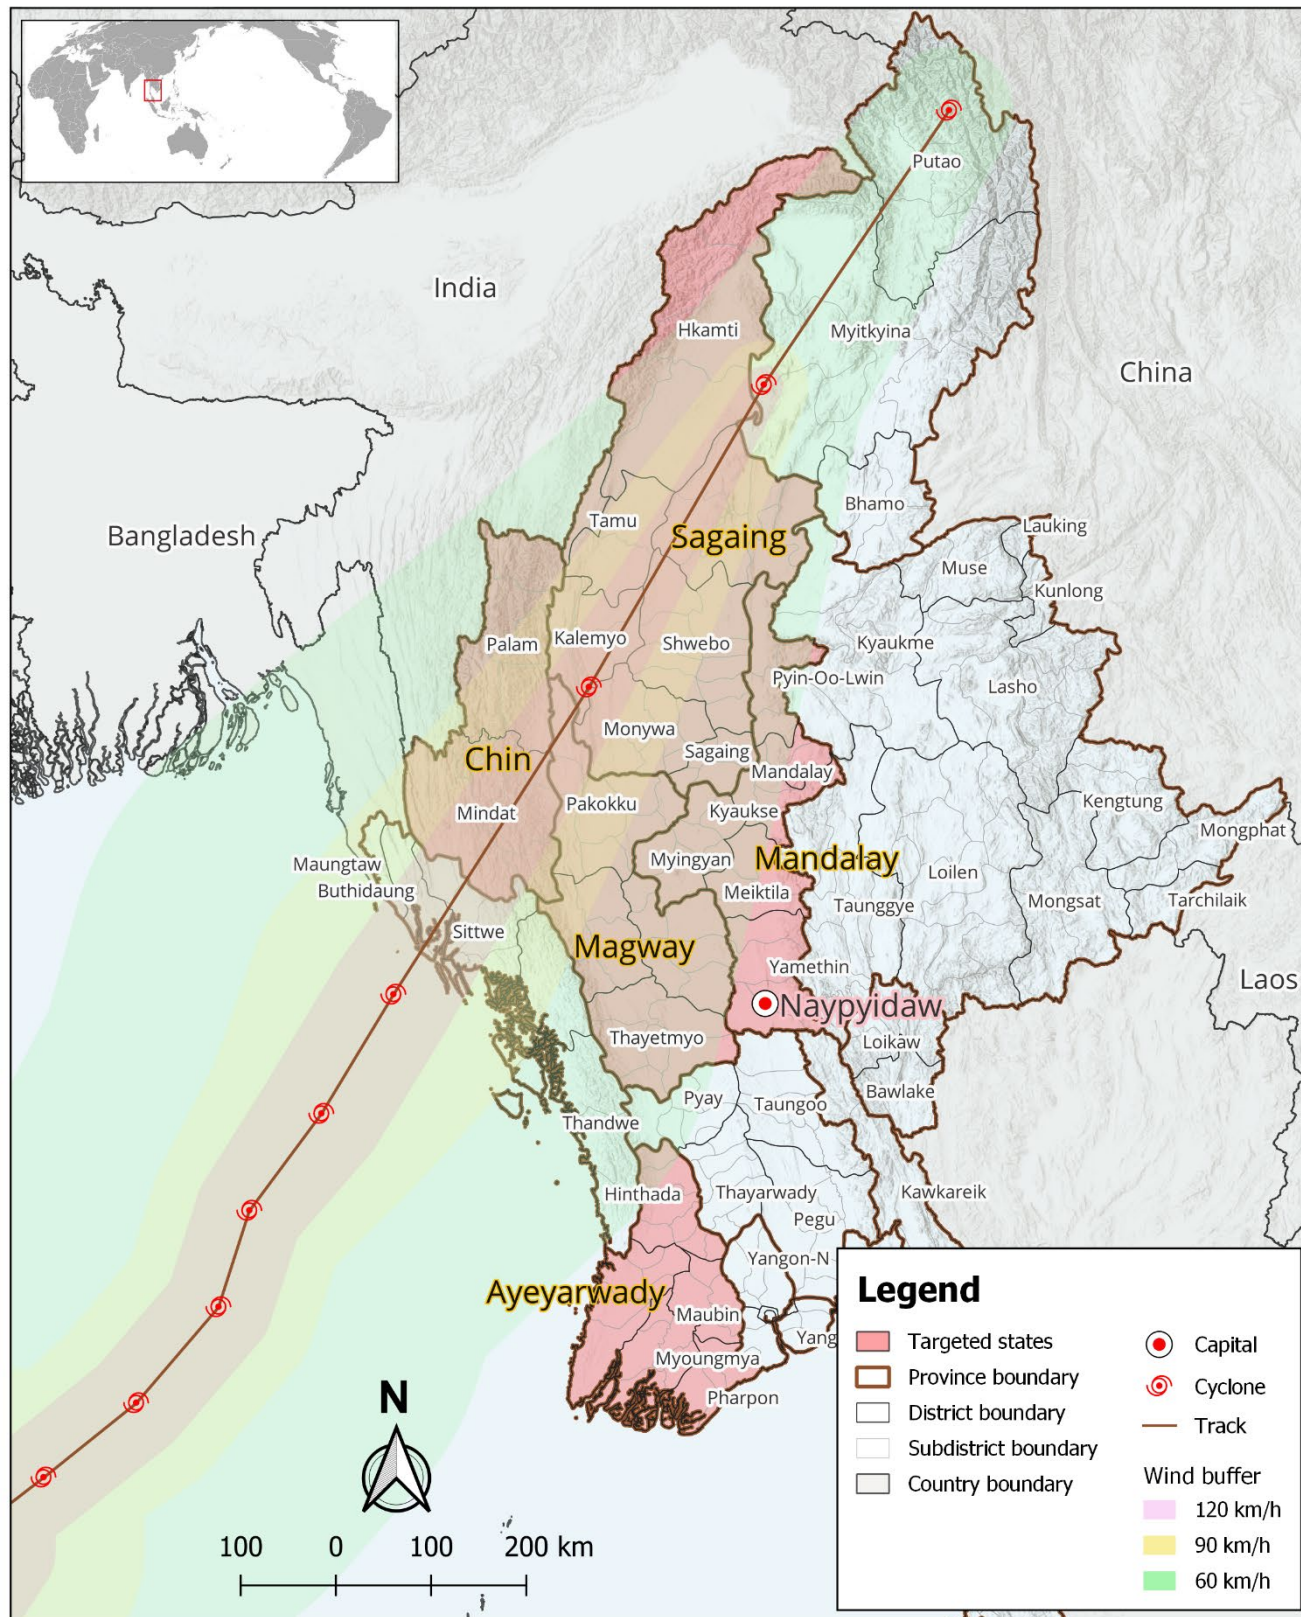 Putao
India
Hkamti
Myitkyina
China
Bhamo
Bangladesh
Tamu
Sagaing
Lauking
Muse
Kunlong
Palam
Kalemyo
Shwebo
Kyaukme
Pyin-Oo-Lwin
Lasho
Monywa
Sagaing
Chin
Mandalay
Mindat
Pakokku
Kyaukse
Kengtung
Mongphat
Maungtaw
Myingyan
Mandalay
Loilen
Buthidaung
Meiktila
Taunggye
Mongsat
Tarchilaik
Sittwe
Magway
Yamethin
Laos
Naypyidaw
Thayetmyo
Loikaw
Bawlake
Pyay
Taungoo
Thandwe
Hinthada
Thayarwady
Kawkareik
Pegu
Yangon-N
Ayeyarwady
Maubin
Yang
Myoungmya
Pharpon
N
100 0 100 200 km
Legend
Targeted states
Province boundary
District boundary
Subdistrict boundary
Country boundary
Capital
Cyclone
Track
Wind buffer
120 km/h
90 km/h
60 km/h